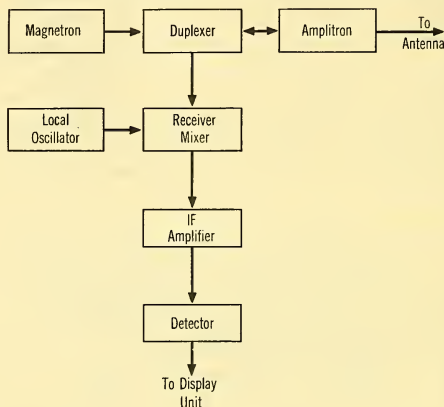 Magnetron
Duplexer
Amplitron
To
Antenna
Local
Oscillator
Receiver
Mixer
IF
Amplifier
Detector
To Display
Unit